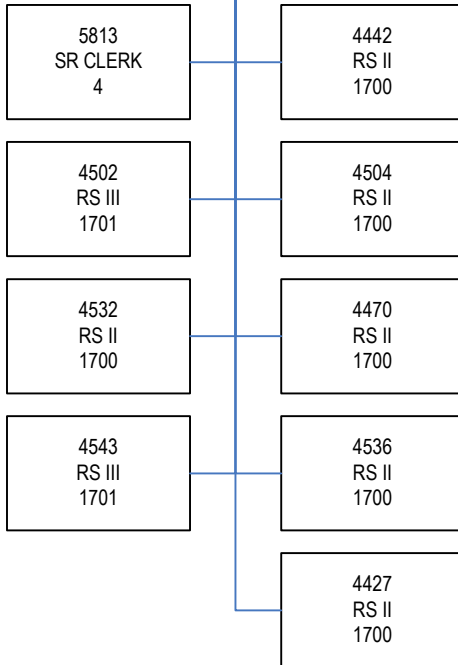 5813
SR CLERK
4
4442
RS II
1700
4502
RS III
1701
4504
RS II
1700
4532
RS II
1700
4470
RS II
1700
4543
RS III
1701
4536
RS II
1700
4427
RS II
1700